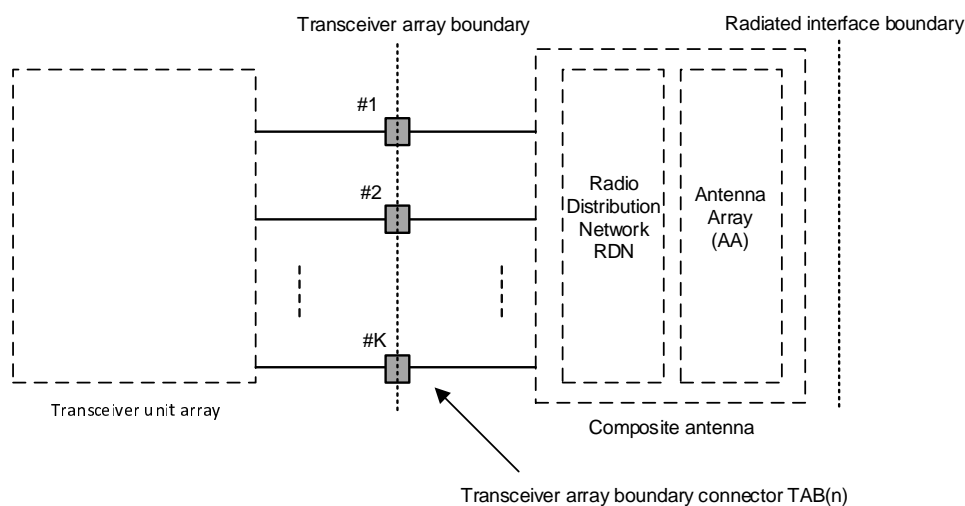 Transceiver array boundary
Radiated interface boundary
#1
#2
#K
Radio
Distribution
Network
RDN
Antenna
Array
(AA)
Transceiver unit array
Composite antenna
Transceiver array boundary connector TAB(n)